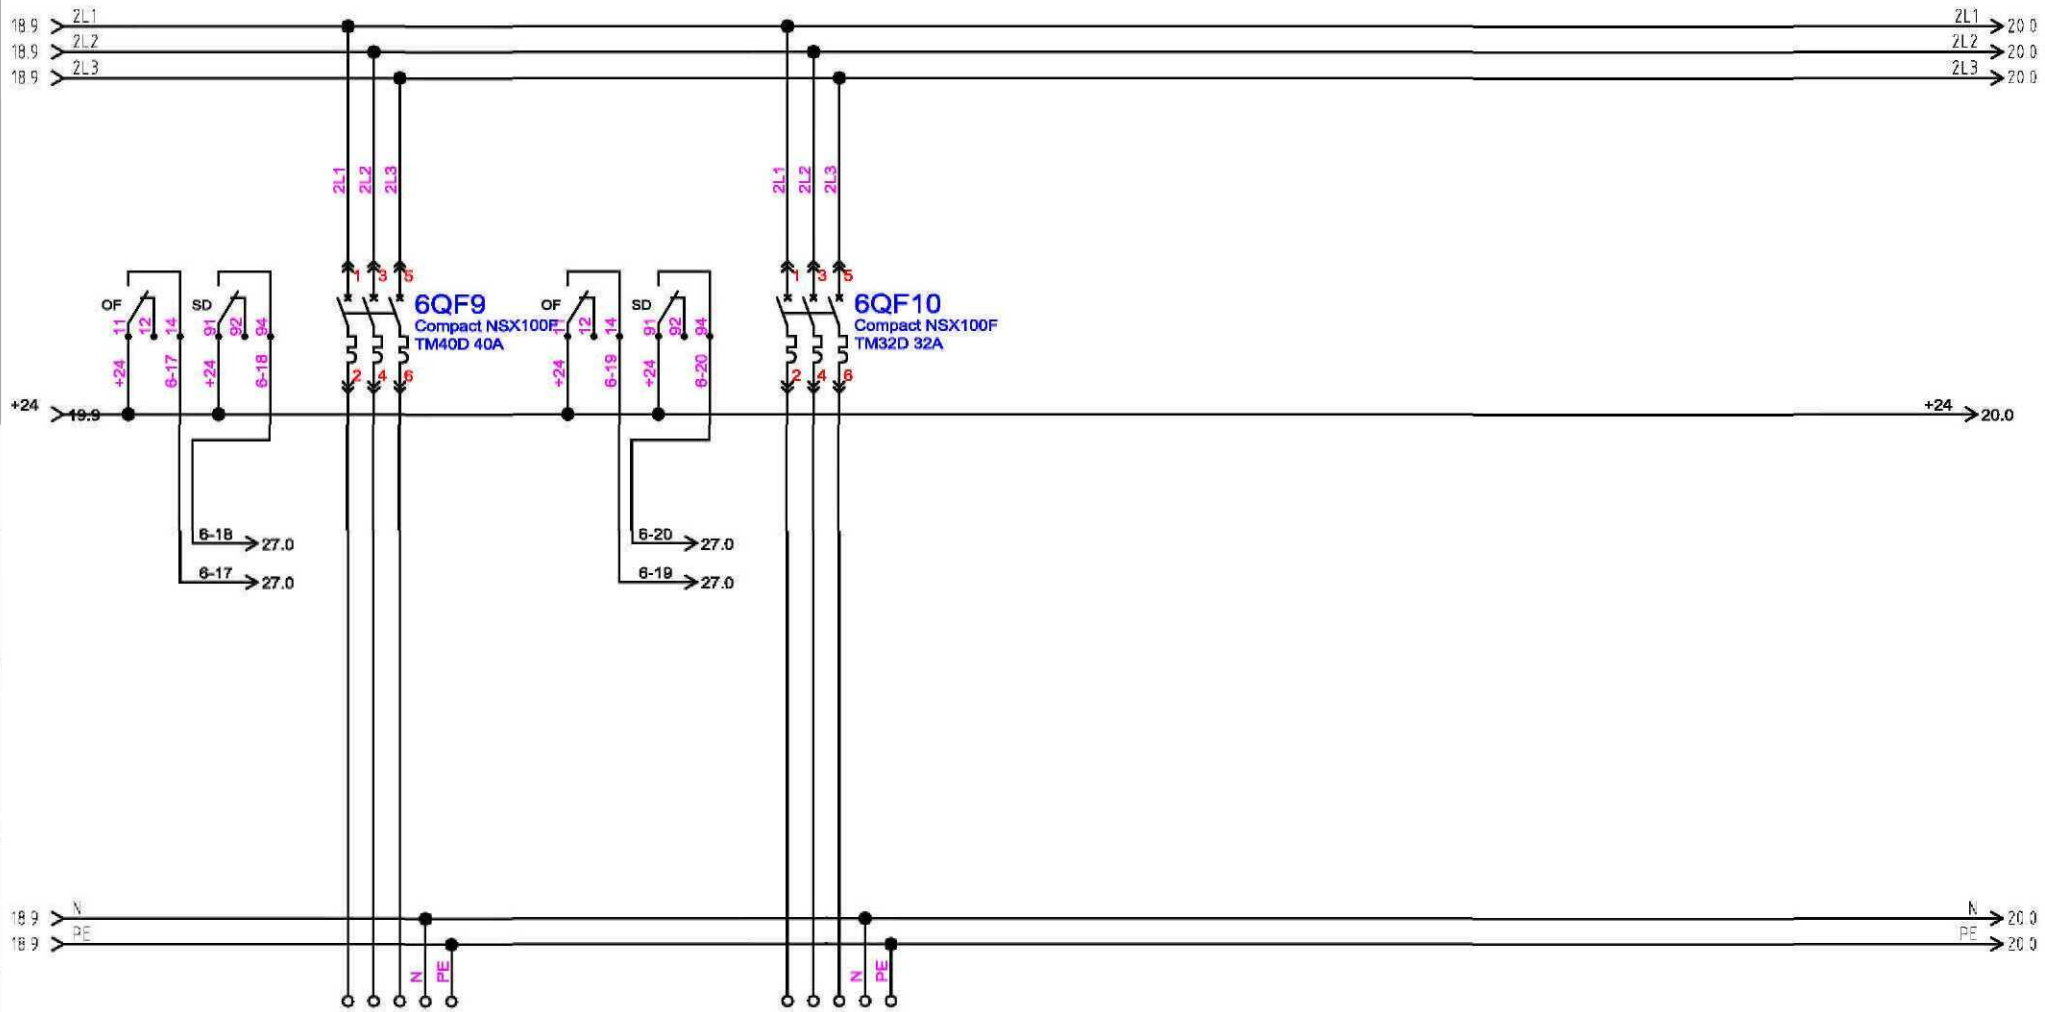 18.9 2L1 2L1 20.0
18.9 2L2 2L2 20.0
18.9 2L3 2L3 20.0
2L1 2L2 2L3 2L1 2L2 2L3
1 3 5 1 3 5
OF SD 6QF9 OF SD 6QF10
Compact NSX100F Compact NSX100F
11 12 14 91 92 94 TM40D 40A 11 12 14 91 92 94 TM32D 32A
+24 6-17 +24 6-18 2 4 6 +24 6-19 +24 6-20 2 4 6
+24 19.9 +24 20.0
6-18 27.0 6-20 27.0
6-17 27.0 6-19 27.0
18.9 N N 20.0
18.9 PE PE 20.0
N PE N PE